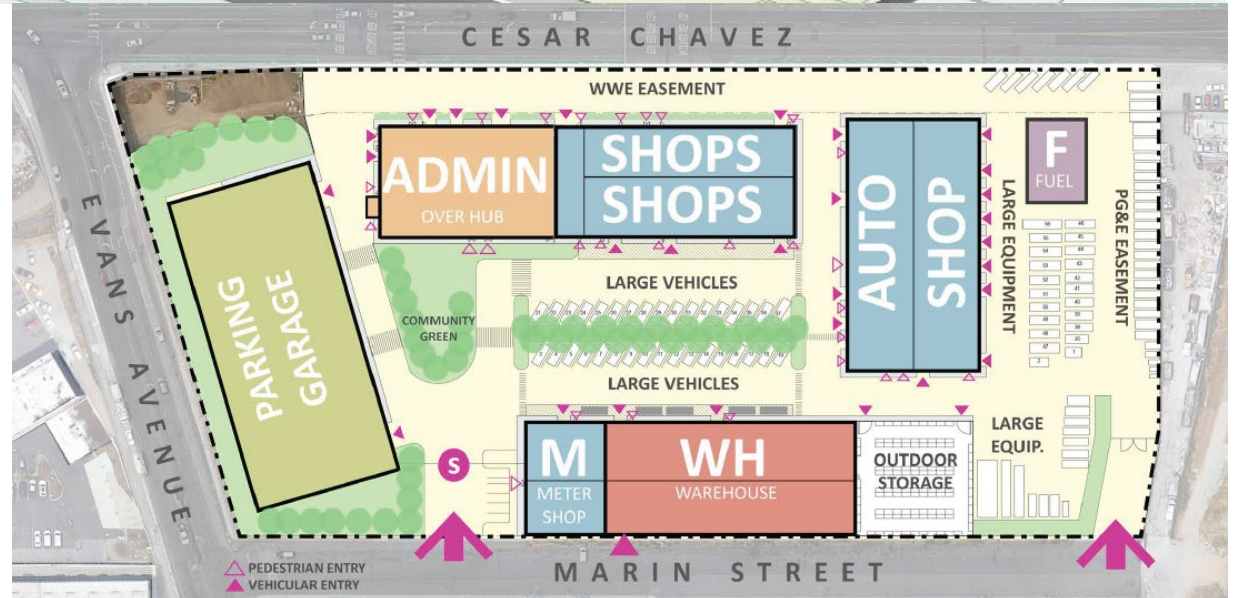 CESAR CHAVEZ
WWE EASEMENT
ADMIN
OVER HUB
SHOPS
SHOPS
AUTO
SHOP
F
FUEL
LARGE EQUIPMENT
PG&E EASEMENT
EVANS AVENUE
PARKING
GARAGE
COMMUNITY
GREEN
LARGE VEHICLES
LARGE VEHICLES
S
M
METER
SHOP
WH
WAREHOUSE
OUTDOOR
STORAGE
LARGE
EQUIP.
PEDESTRIAN ENTRY
VEHICULAR ENTRY
MARIN STREET